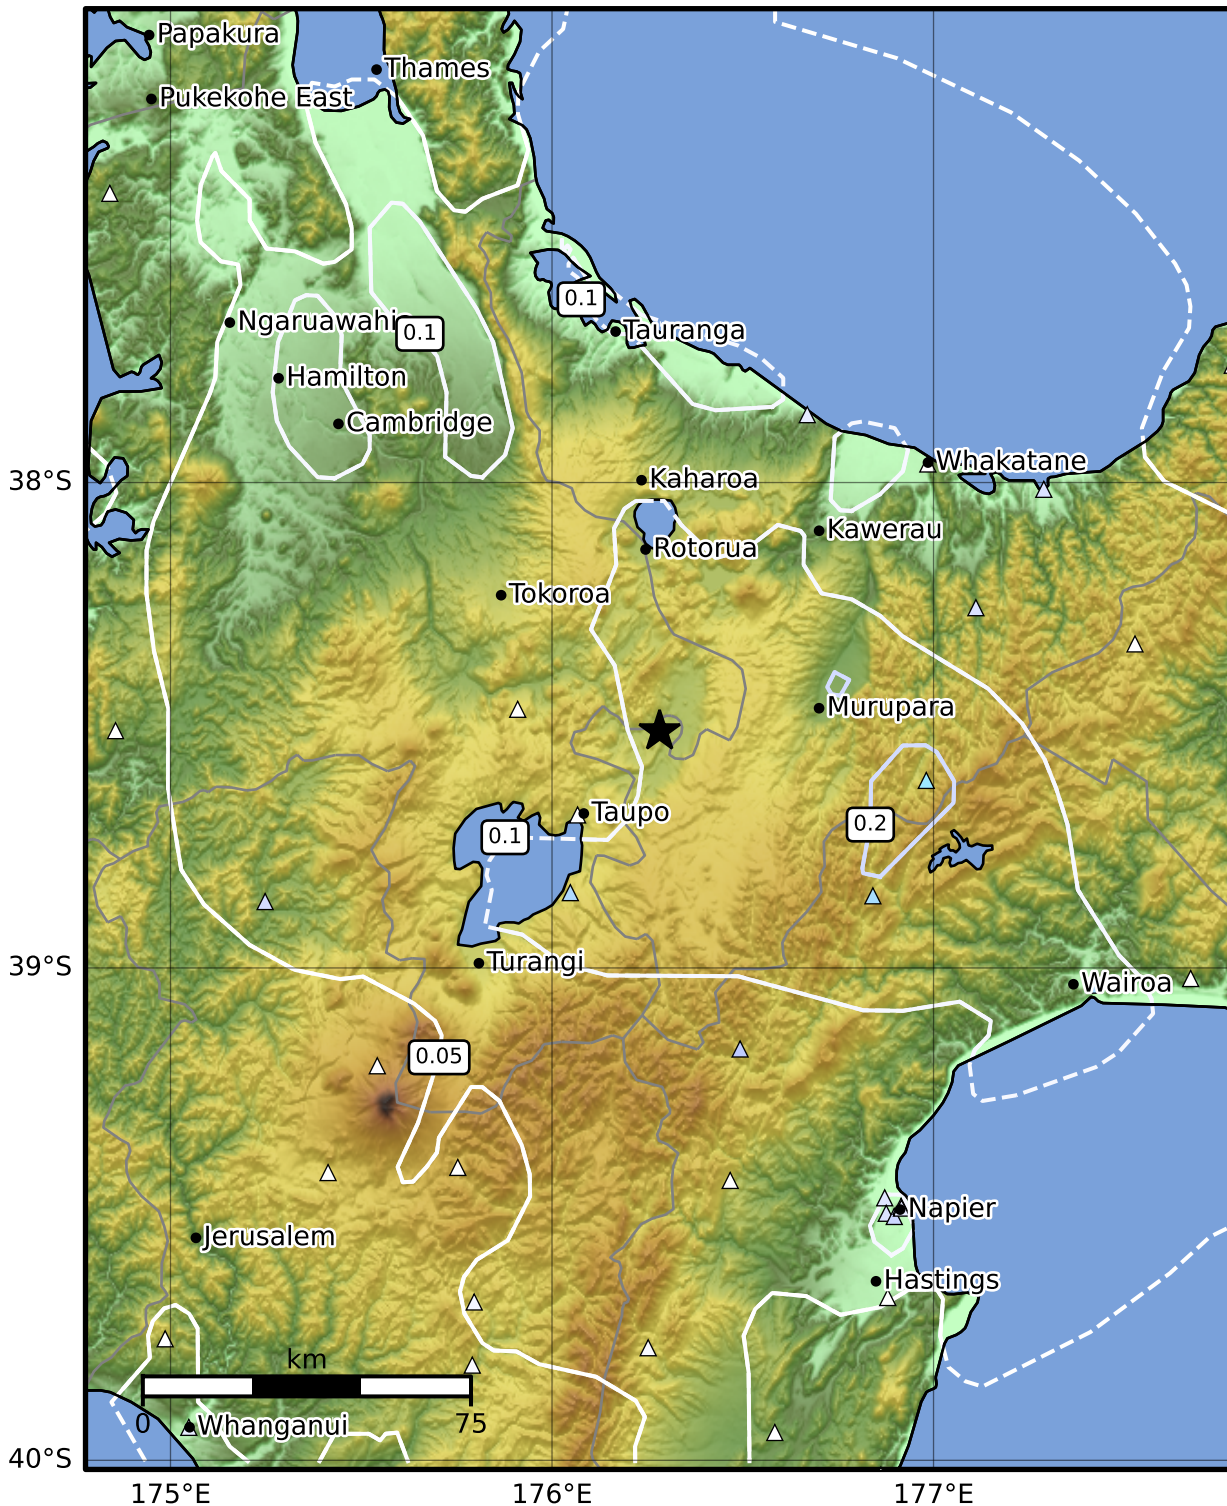 Papakura
Thames
Pukekohe East
0.1
Ngaruawahia
0.1
Tauranga
Hamilton
Cambridge
Whakatane
Kaharoa
38°S
Kawerau
Rotorua
Tokoroa
Murupara
Taupo
0.2
0.1
Turangi
39°S
Wairoa
0.05
Napier
Jerusalem
Hastings
km
0 75
Whanganui
40°S
175°E 176°E 177°E